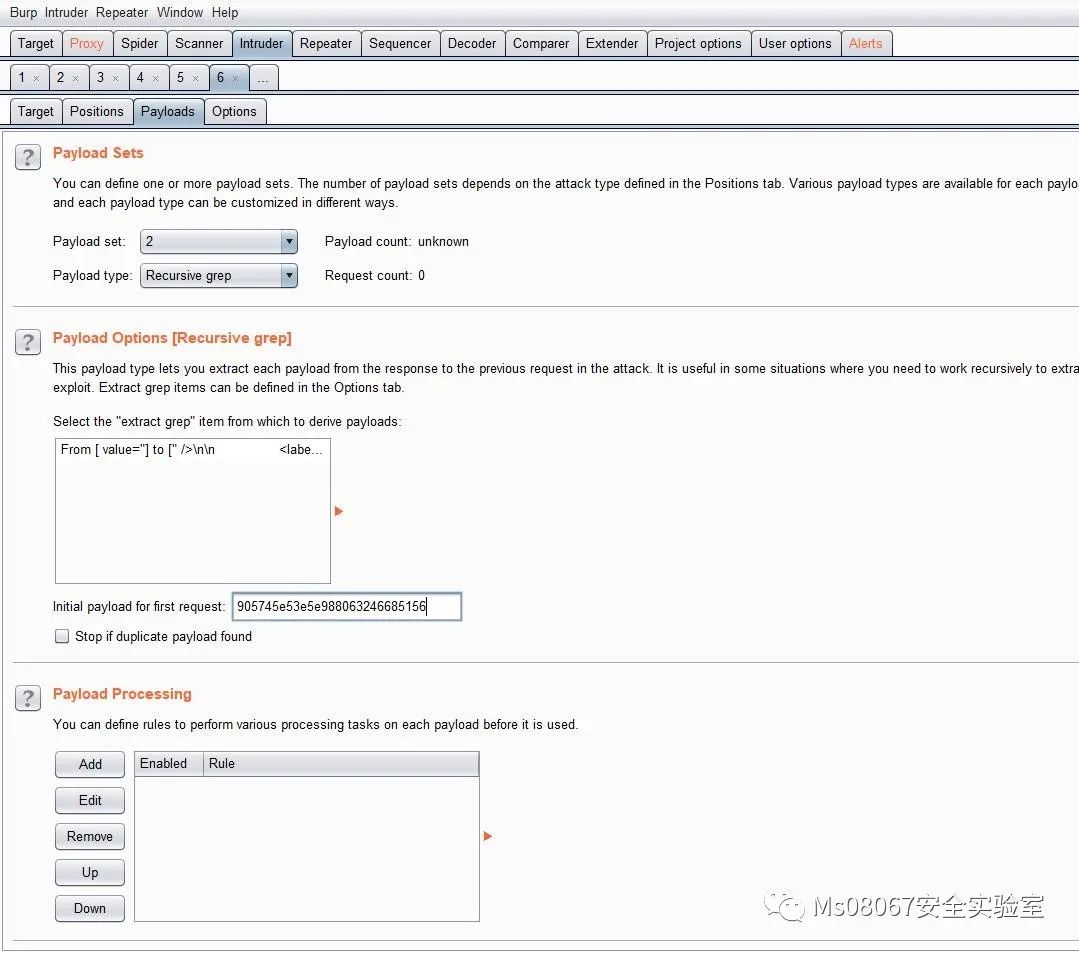 Burp Intruder Repeater Window Help
Target Proxy Spider Scanner Intruder Repeater Sequencer Decoder Comparer Extender Project options User options Alerts
1 × 2 × 3 × 4 × 5 × 6 × ...
Target Positions Payloads Options
? Payload Sets
You can define one or more payload sets. The number of payload sets depends on the attack type defined in the Positions tab. Various payload types are available for each paylo
and each payload type can be customized in different ways.
Payload set: 2 Payload count: unknown
Payload type: Recursive grep Request count: 0
? Payload Options [Recursive grep]
This payload type lets you extract each payload from the response to the previous request in the attack. It is useful in some situations where you need to work recursively to extra
exploit. Extract grep items can be defined in the Options tab.
Select the "extract grep" item from which to derive payloads:
From [ value="] to [" />\n\n <labe...
Initial payload for first request: 905745e53e5e988063246685156
Stop if duplicate payload found
? Payload Processing
You can define rules to perform various processing tasks on each payload before it is used.
Add Enabled Rule
Edit
Remove
Up
Down
Ms08067安全实验室